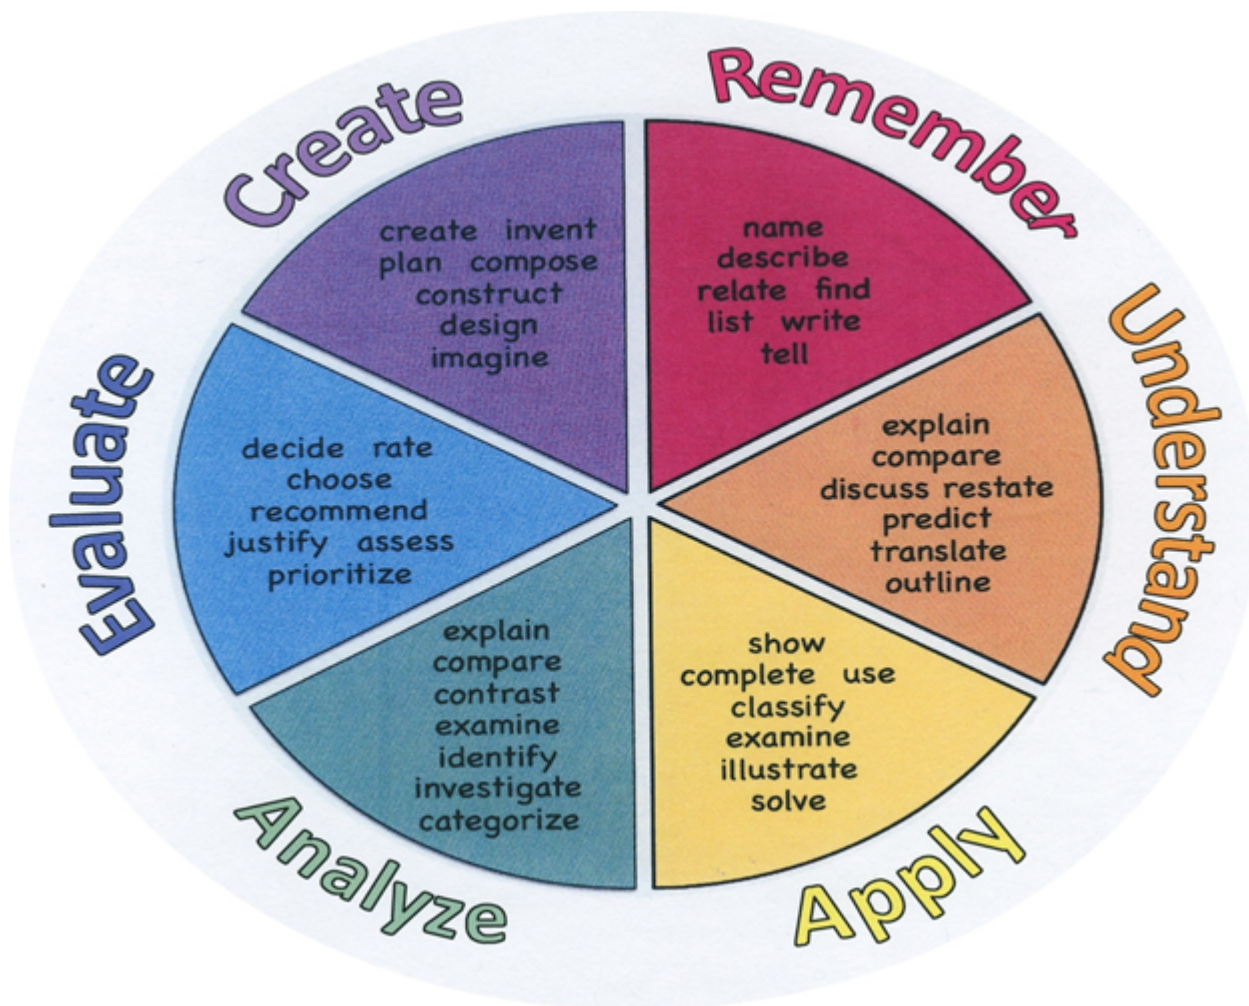 Remember
name
describe
relate find
list write
tell
Understand
explain
compare
discuss restate
predict
translate
outline
Apply
show
complete use
classify
examine
illustrate
solve
Analyze
explain
compare
contrast
examine
identify
investigate
categorize
Evaluate
decide rate
choose
recommend
justify assess
prioritize
Create
create invent
plan compose
construct
design
imagine